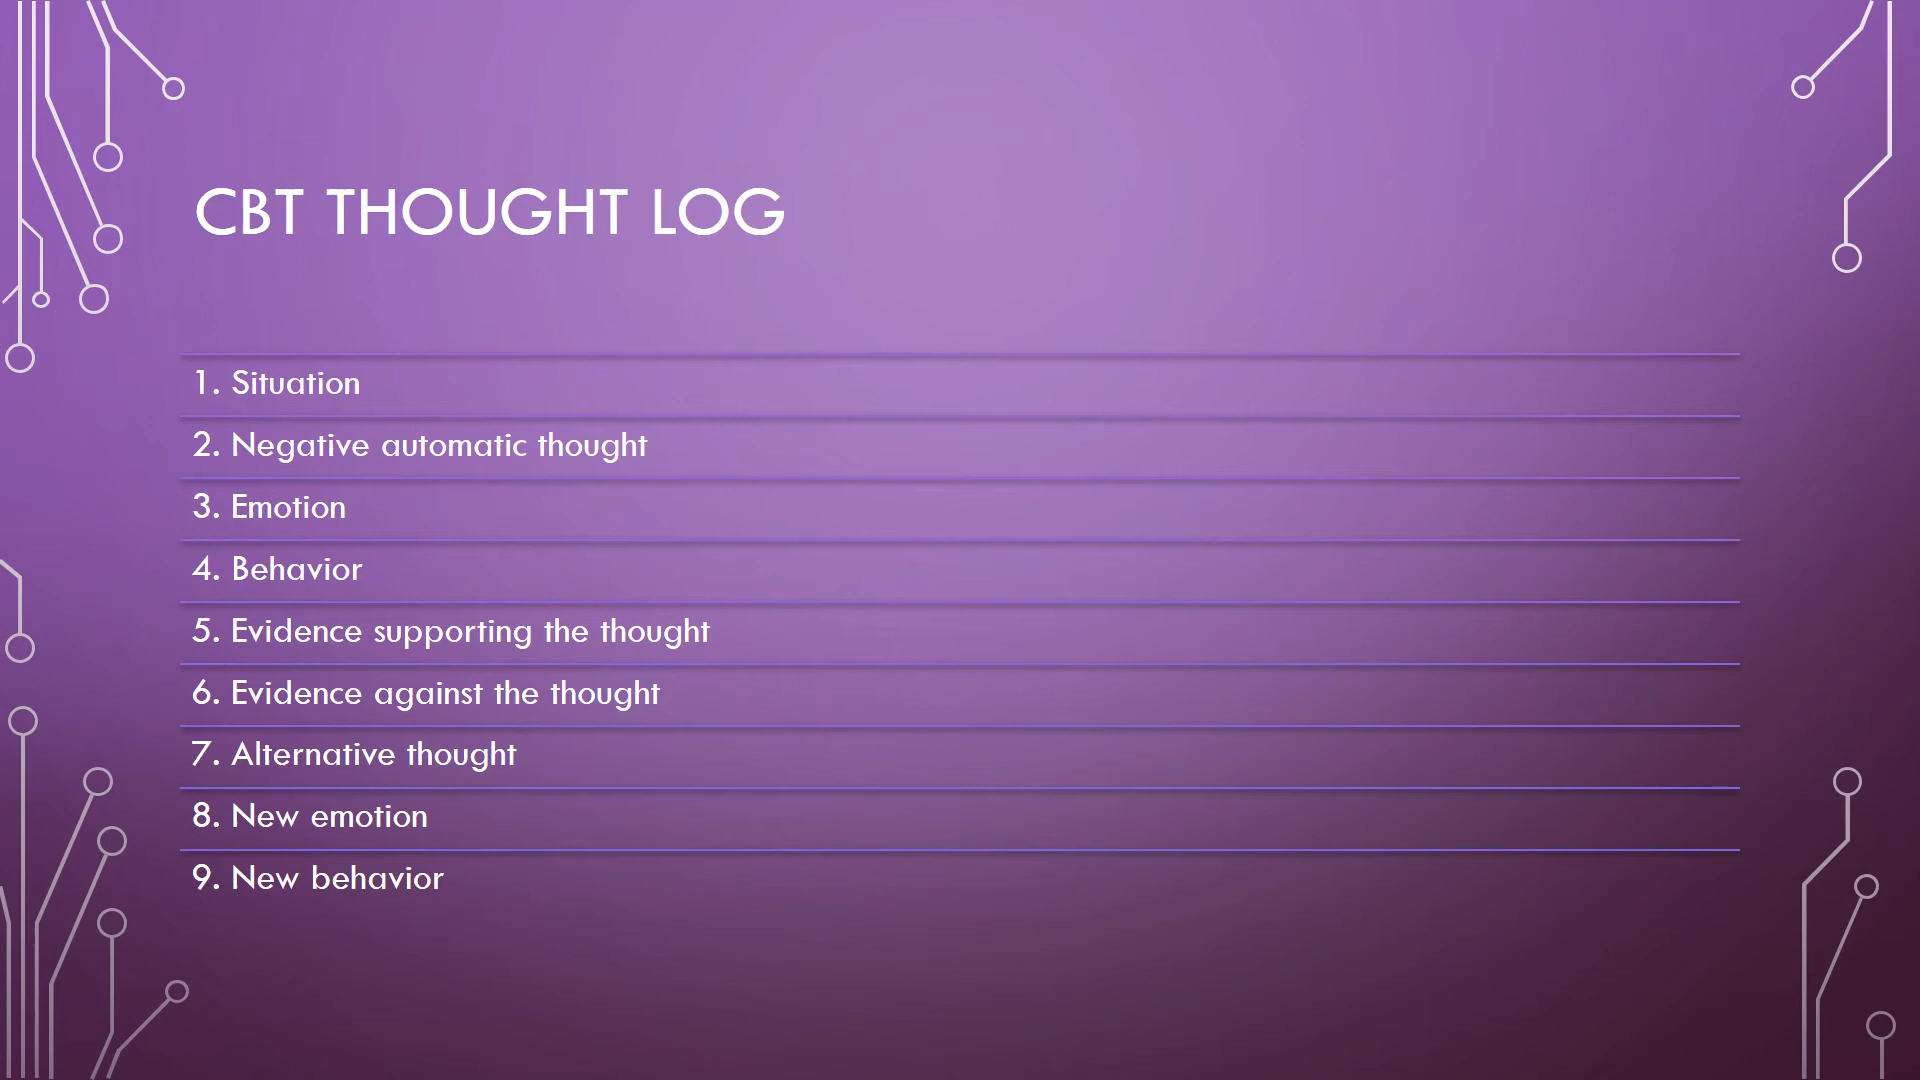 CBT THOUGHT LOG
1. Situation
2. Negative automatic thought
3. Emotion
4. Behavior
5. Evidence supporting the thought
6. Evidence against the thought
7. Alternative thought
8. New emotion
9. New behavior